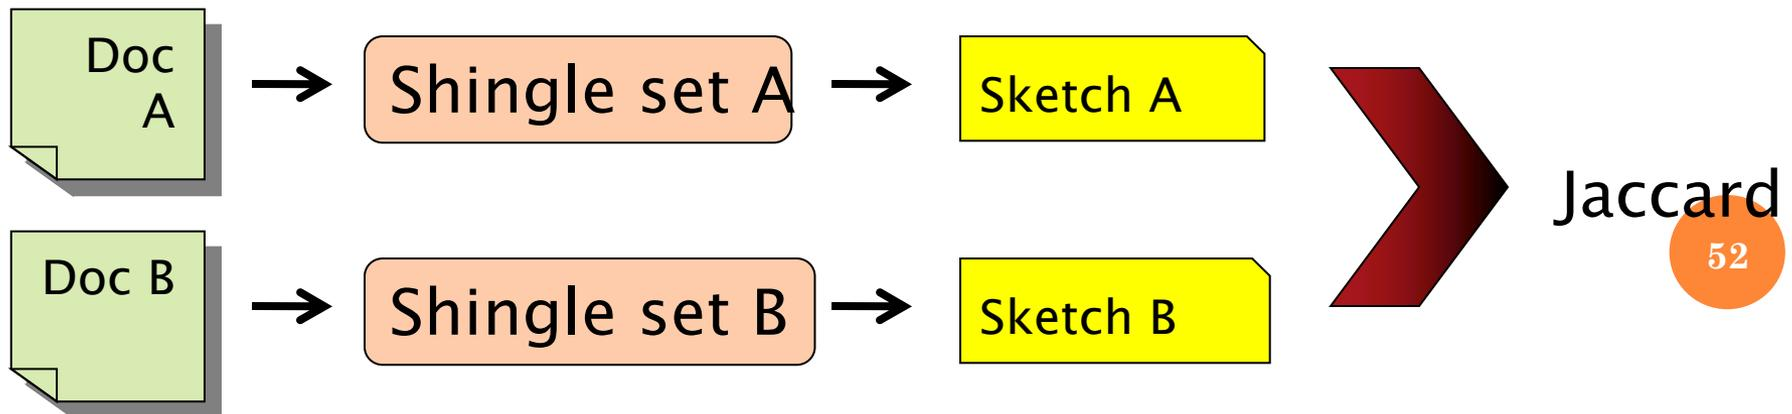 Doc
A
Shingle set A
Sketch A
Jaccard
52
Doc B
Shingle set B
Sketch B